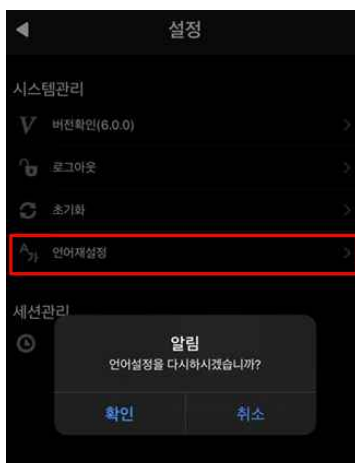 설정
시스템관리
V 버전확인(6.0.0)
로그아웃
초기화
A가 언어재설정
세션관리
알림
언어설정을 다시하시겠습니까?
확인 취소